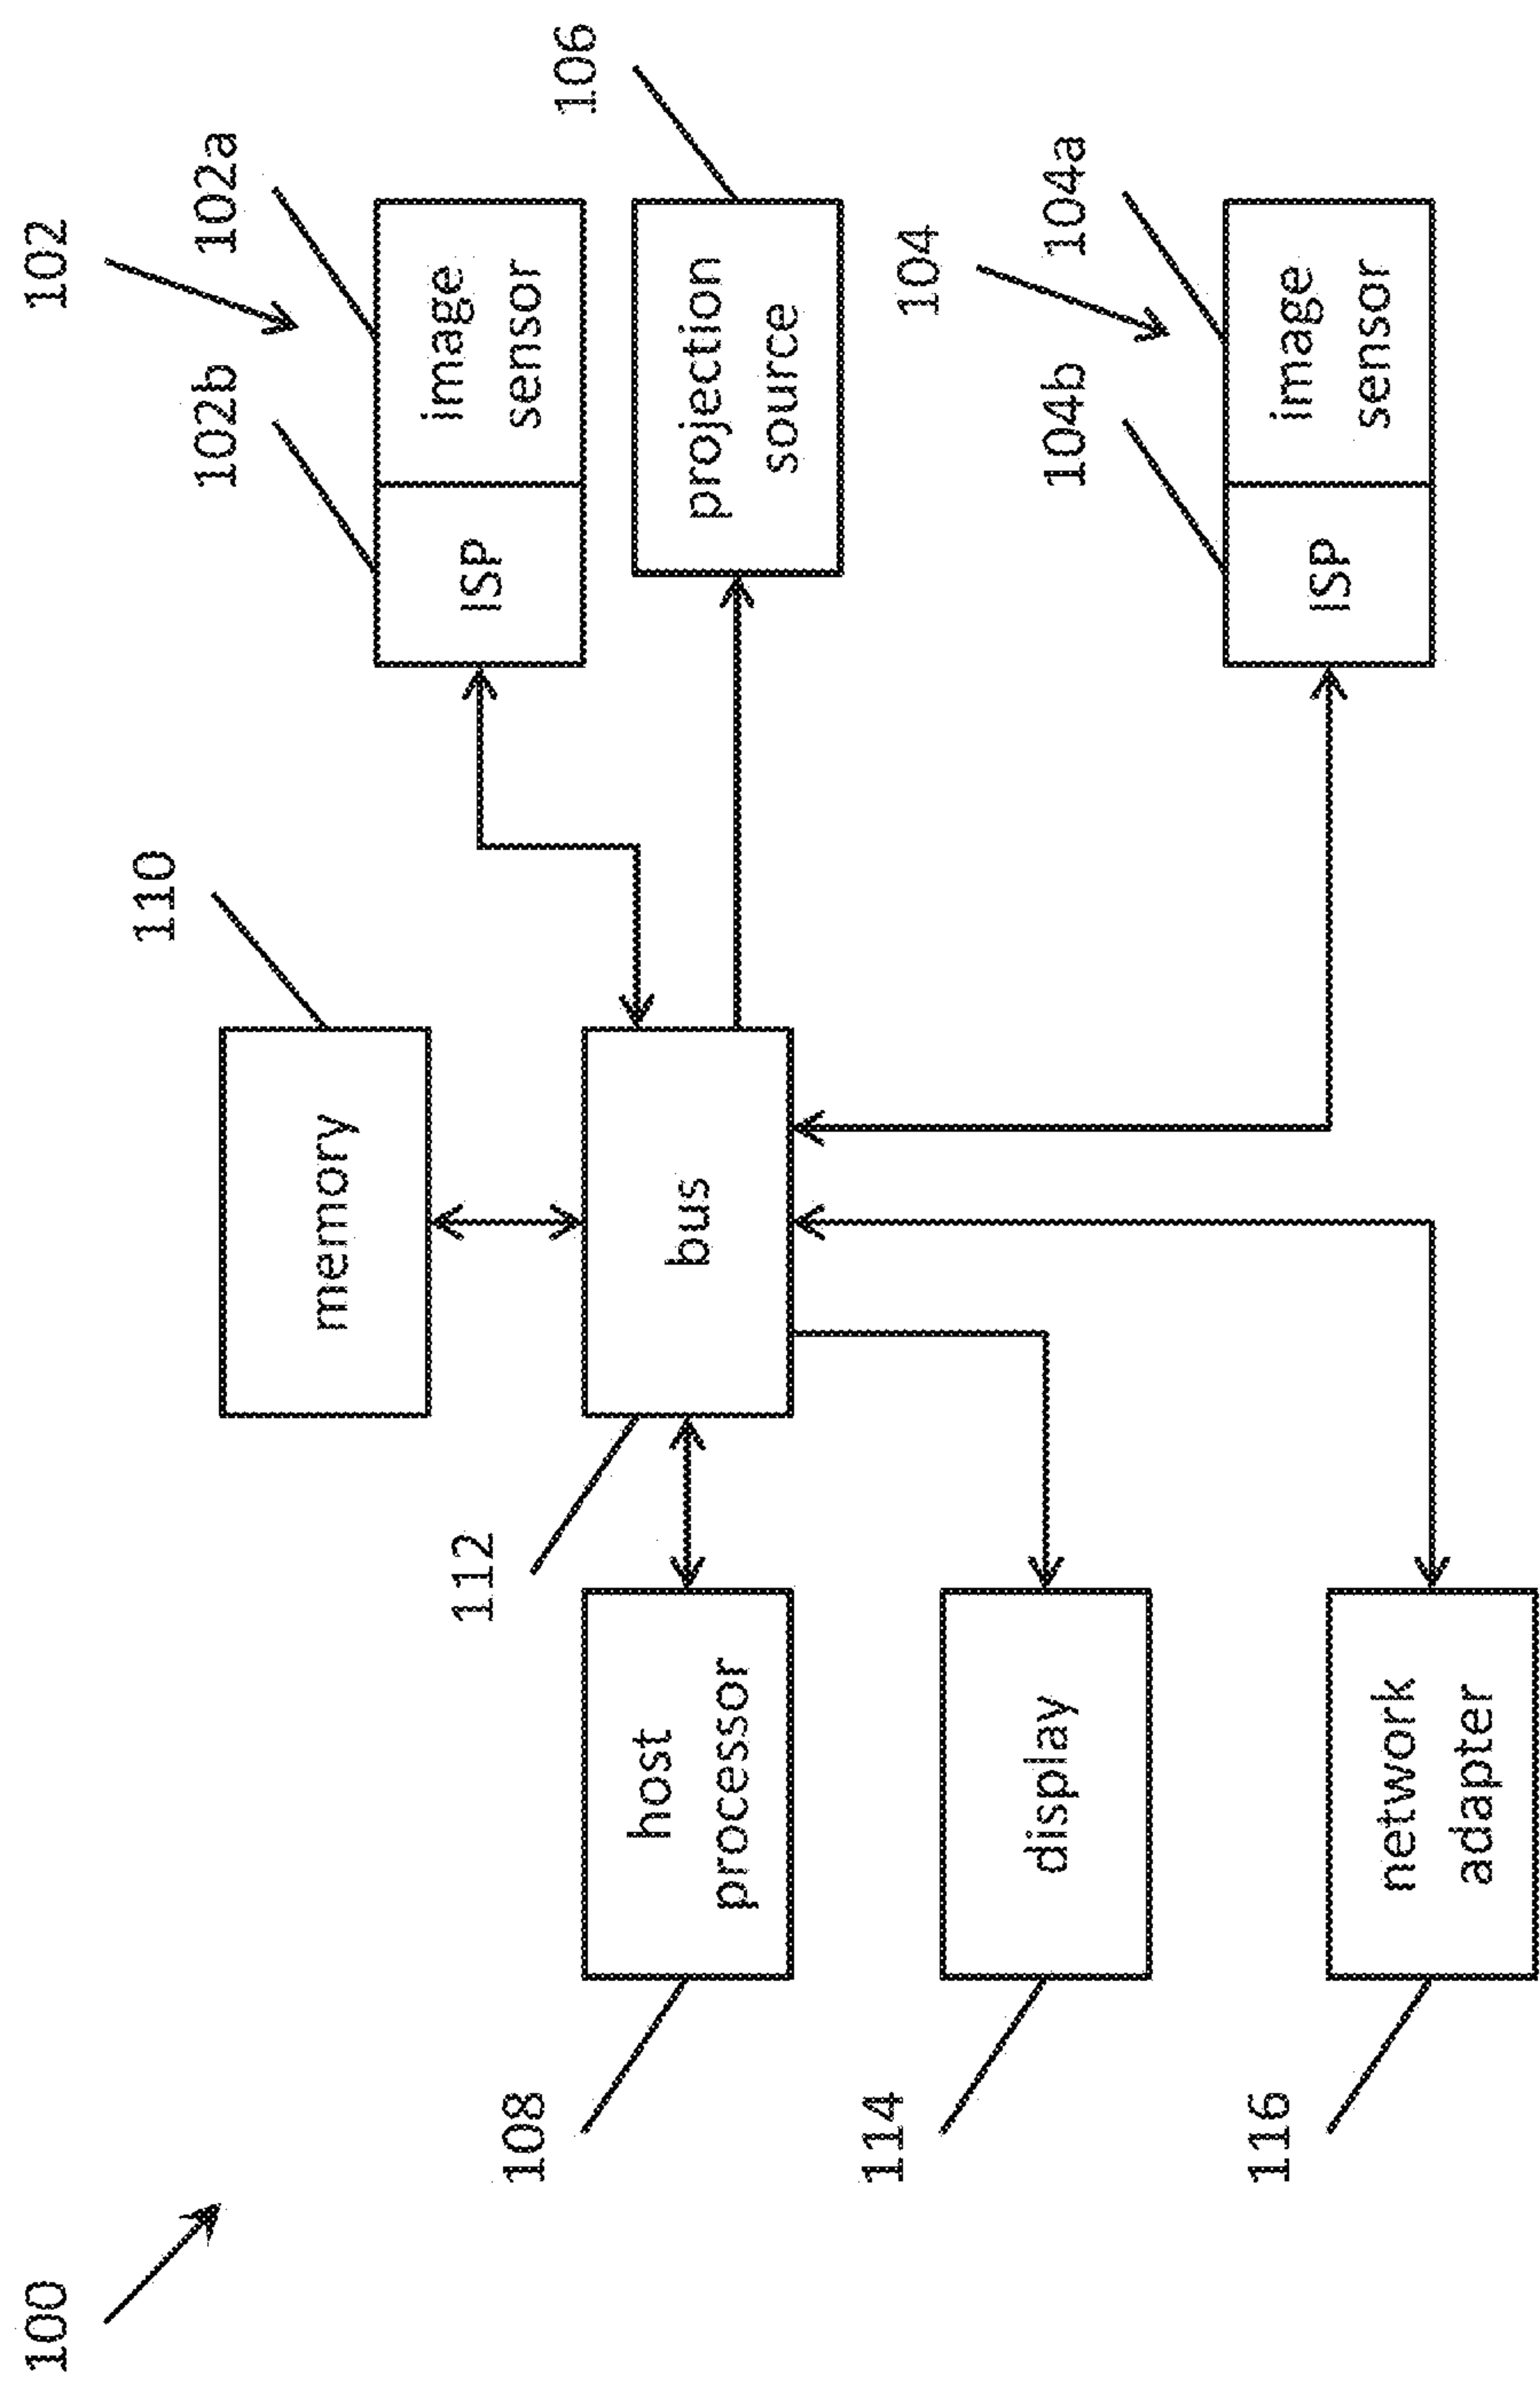 100
102
102b
102a
ISP
image
sensor
106
projection
source
110
memory
112
bus
108
host
processor
104
104b
104a
ISP
image
sensor
114
display
116
network
adapter